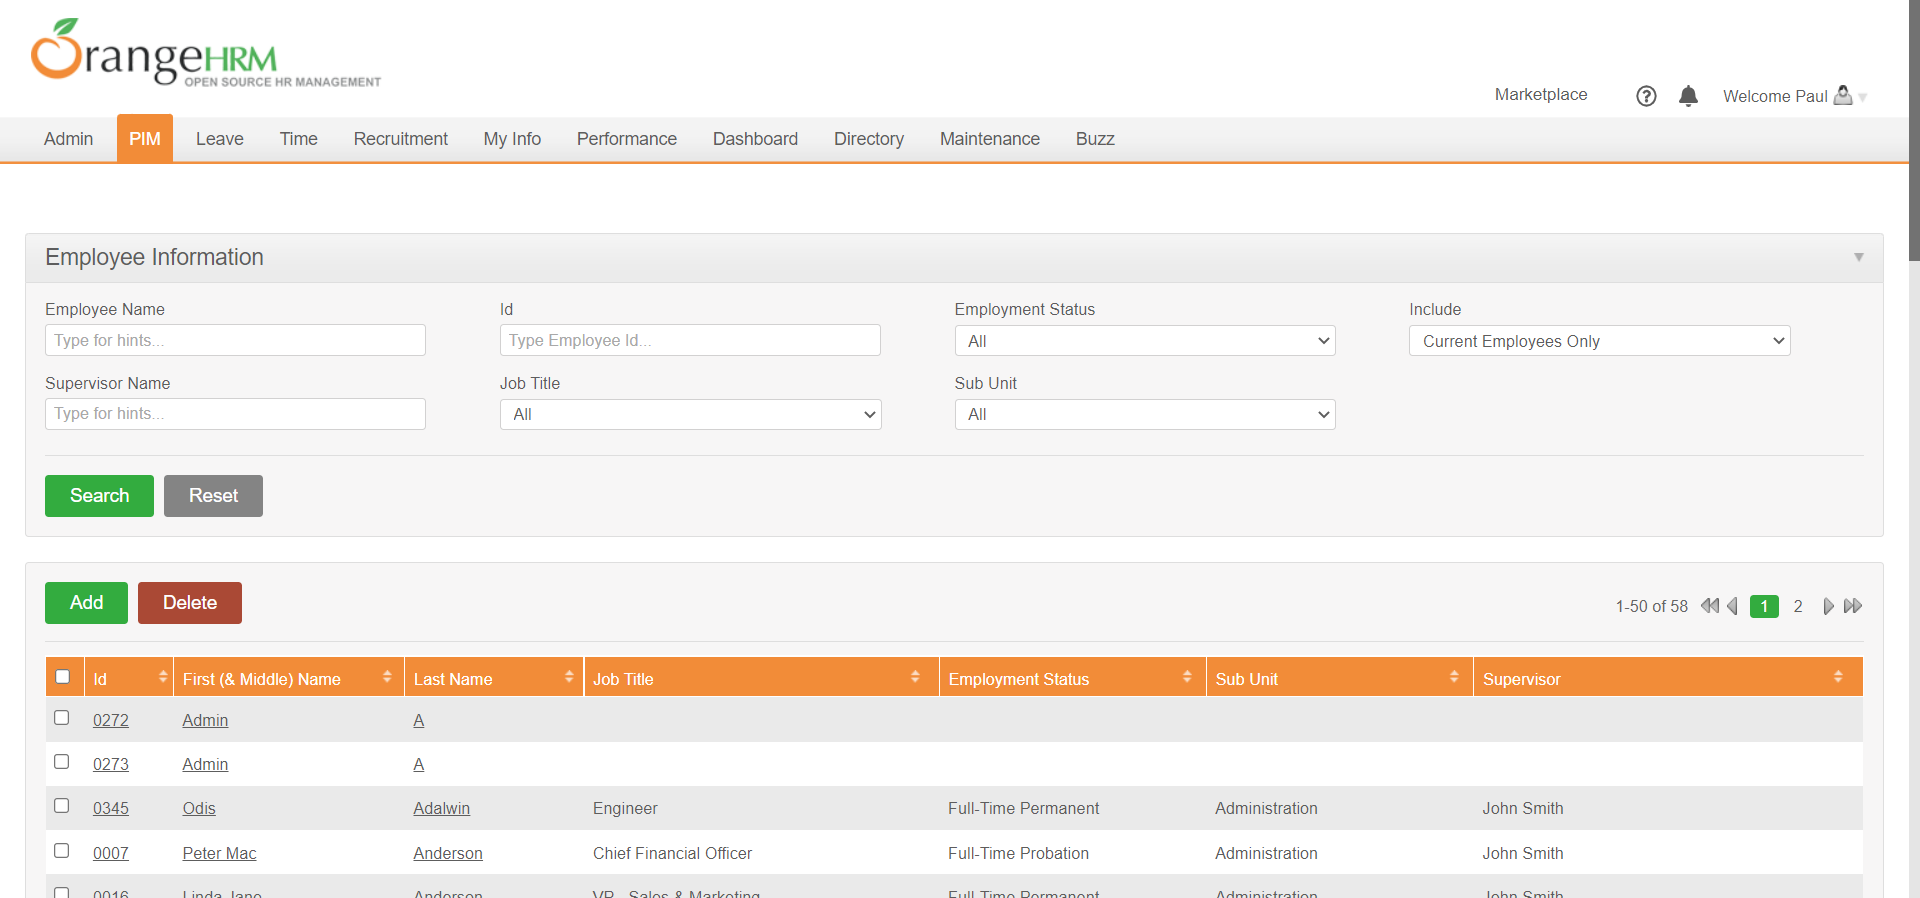 OrangeHRM
OPEN SOURCE HR MANAGEMENT
Marketplace
Welcome Paul
Admin PIM Leave Time Recruitment My Info Performance Dashboard Directory Maintenance Buzz
Employee Information
Employee Name Id Employment Status Include
Type for hints... Type Employee Id... All Current Employees Only
Supervisor Name Job Title Sub Unit
Type for hints... All All
Search Reset
Add Delete 1-50 of 58 1 2
Id First (& Middle) Name Last Name Job Title Employment Status Sub Unit Supervisor
0272 Admin A
0273 Admin A
0345 Odis Adalwin Engineer Full-Time Permanent Administration John Smith
0007 Peter Mac Anderson Chief Financial Officer Full-Time Probation Administration John Smith
0016 Linda Jane Anderson VP - Sales & Marketing Full-Time Permanent Administration John Smith